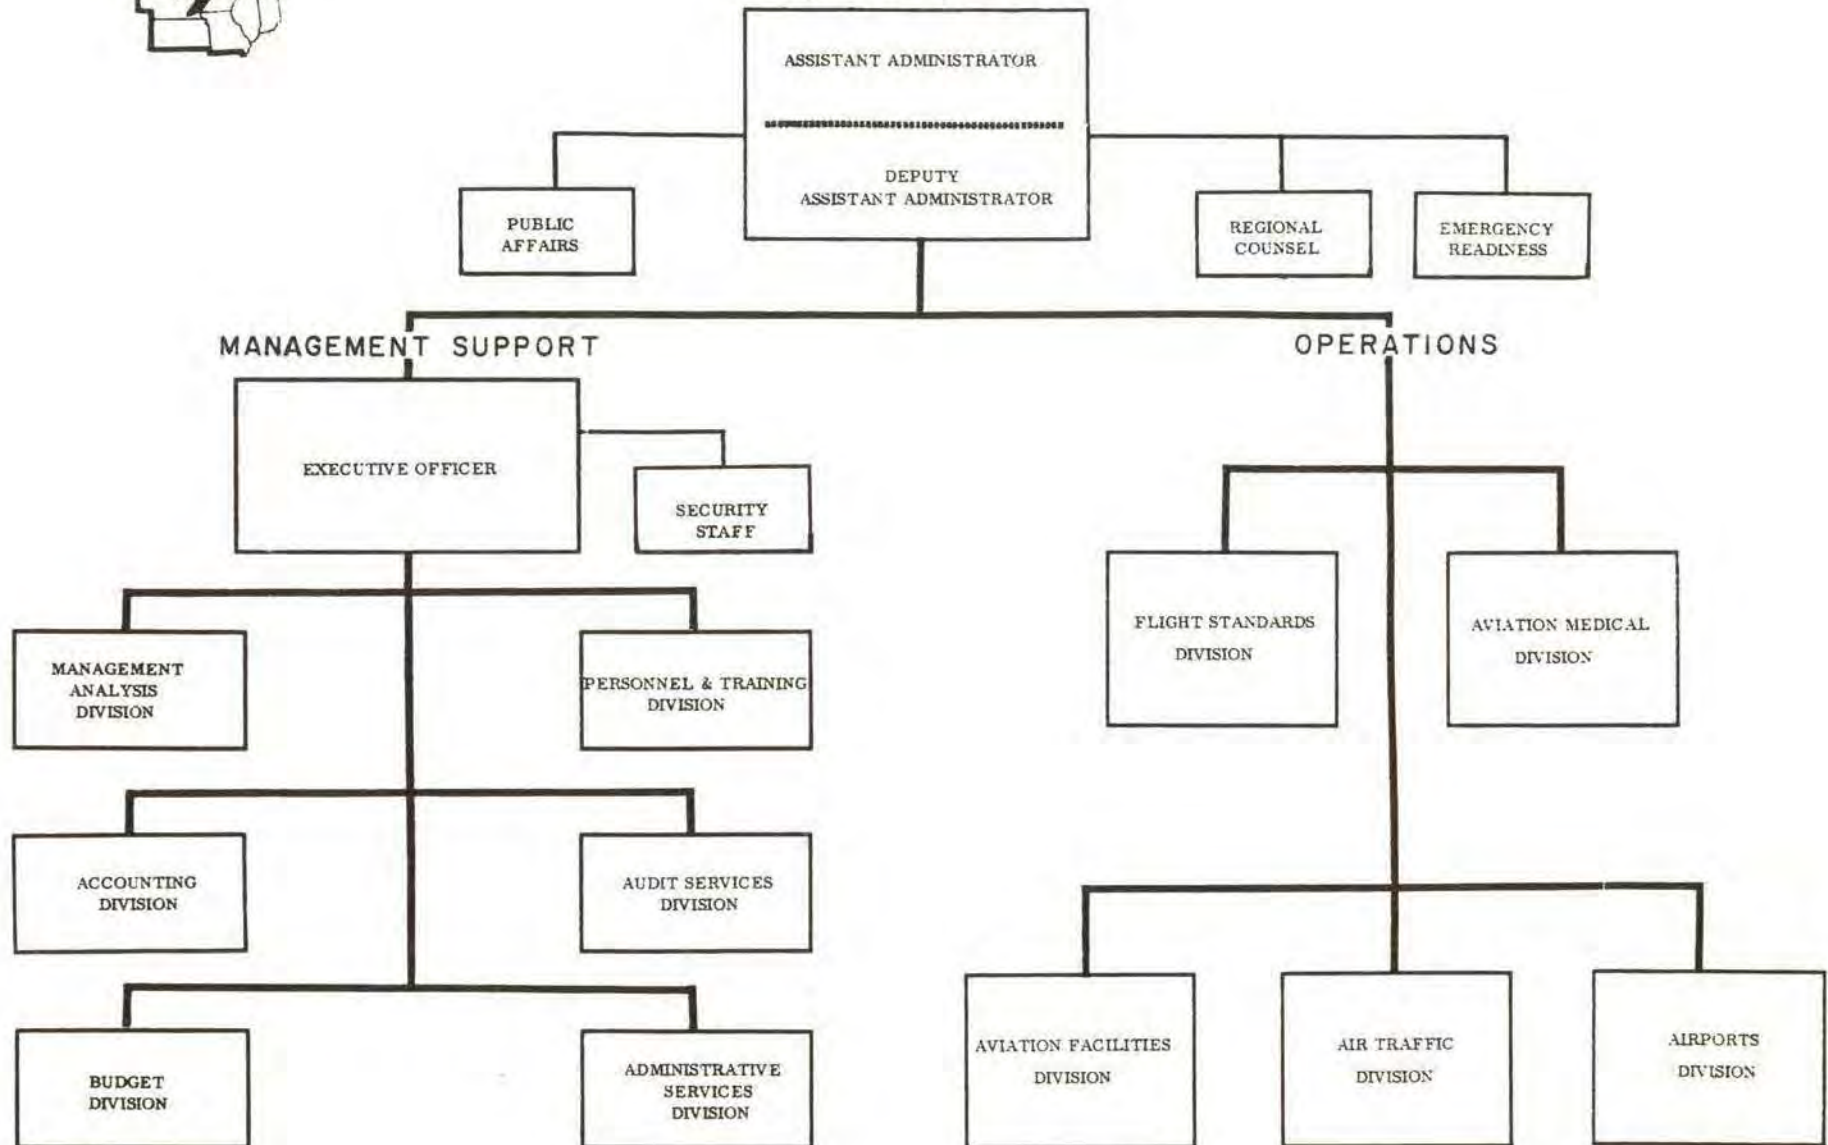 ASSISTANT ADMINISTRATOR
DEPUTY
ASSISTANT ADMINISTRATOR
PUBLIC
AFFAIRS
REGIONAL
COUNSEL
EMERGENCY
READINESS
MANAGEMENT SUPPORT
OPERATIONS
EXECUTIVE OFFICER
SECURITY
STAFF
MANAGEMENT
ANALYSIS
DIVISION
PERSONNEL & TRAINING
DIVISION
ACCOUNTING
DIVISION
AUDIT SERVICES
DIVISION
BUDGET
DIVISION
ADMINISTRATIVE
SERVICES
DIVISION
FLIGHT STANDARDS
DIVISION
AVIATION MEDICAL
DIVISION
AVIATION FACILITIES
DIVISION
AIR TRAFFIC
DIVISION
AIRPORTS
DIVISION